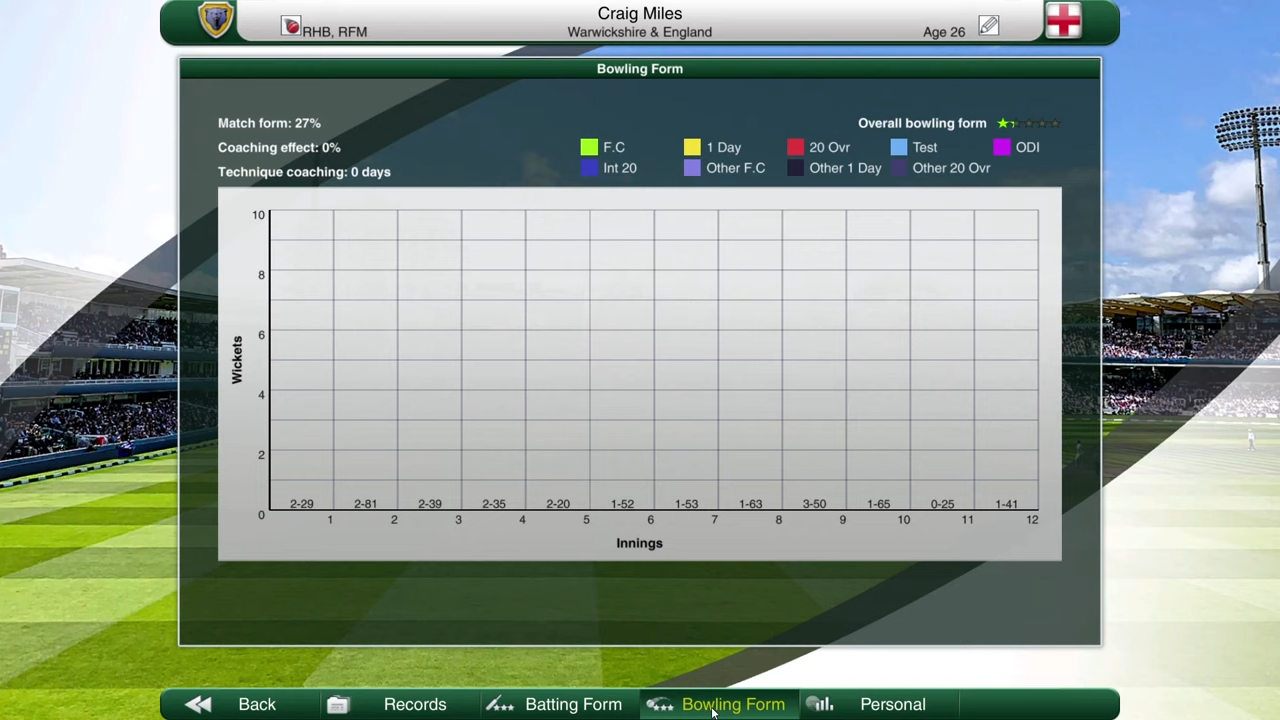 Craig Miles
RHB, RFM
Warwickshire & England
Age 26
Bowling Form
Match form: 27%
Overall bowling form
Coaching effect: 0%
F.C 1 Day 20 Ovr Test ODI
Technique coaching: 0 days
Int 20 Other F.C Other 1 Day Other 20 Ovr
10
8
6
4
2
0
Wickets
2-29 2-81 2-39 2-35 2-20 1-52 1-53 1-63 3-50 1-65 0-25 1-41
1 2 3 4 5 6 7 8 9 10 11 12
Innings
Back Records Batting Form Bowling Form Personal